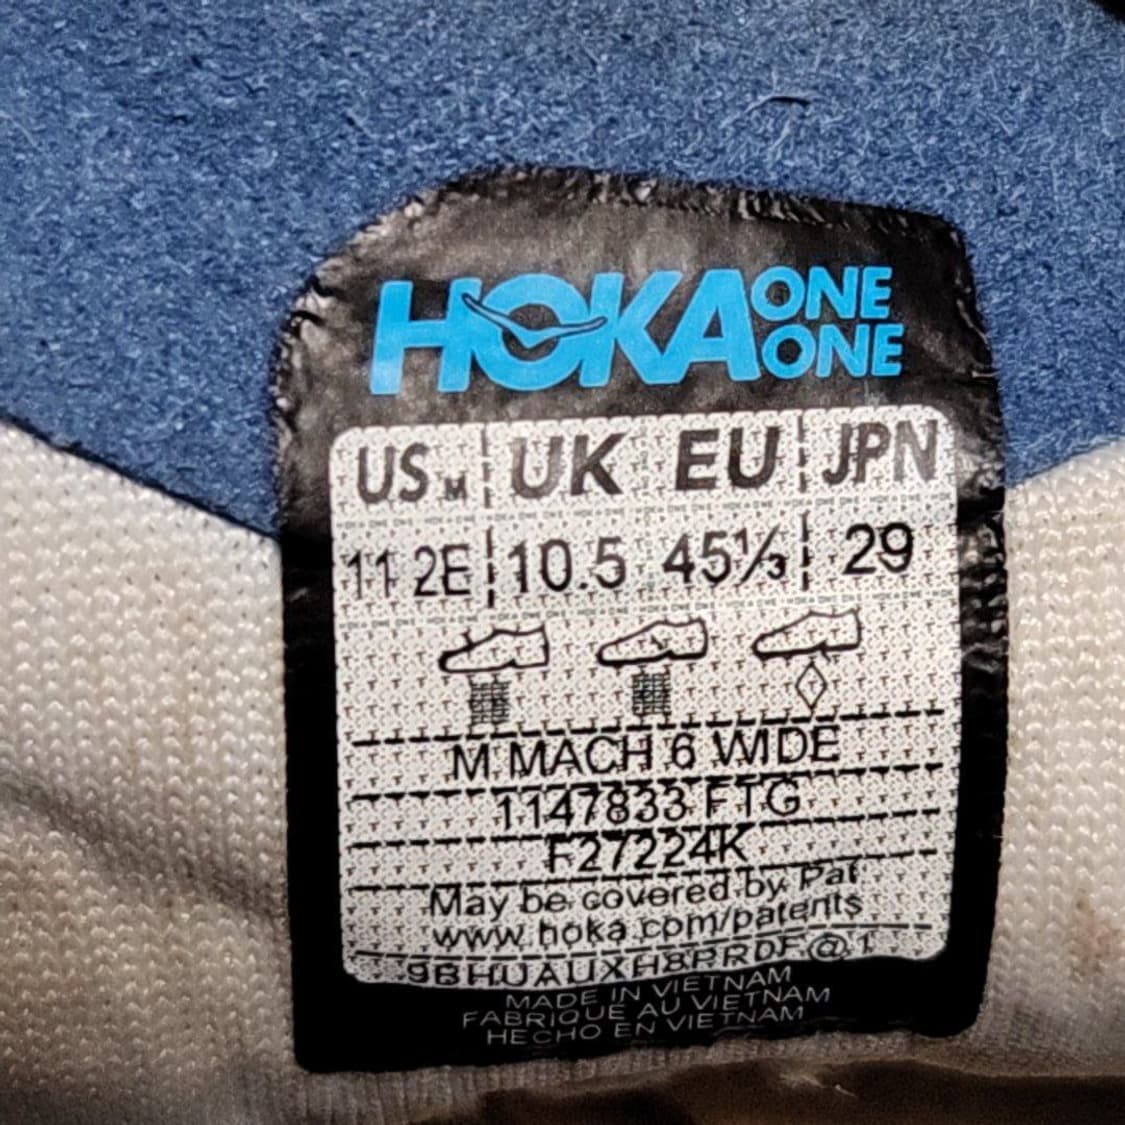 HOKA ONE ONE
US M UK EU JPN
11 2E 10.5 45⅓ 29
M MACH 6 WIDE
1147833 FTG
F27224K
May be covered by Pat
www.hoka.com/patents
9BHUAUXH8PRDF@1
MADE IN VIETNAM
FABRIQUE AU VIETNAM
HECHO EN VIETNAM